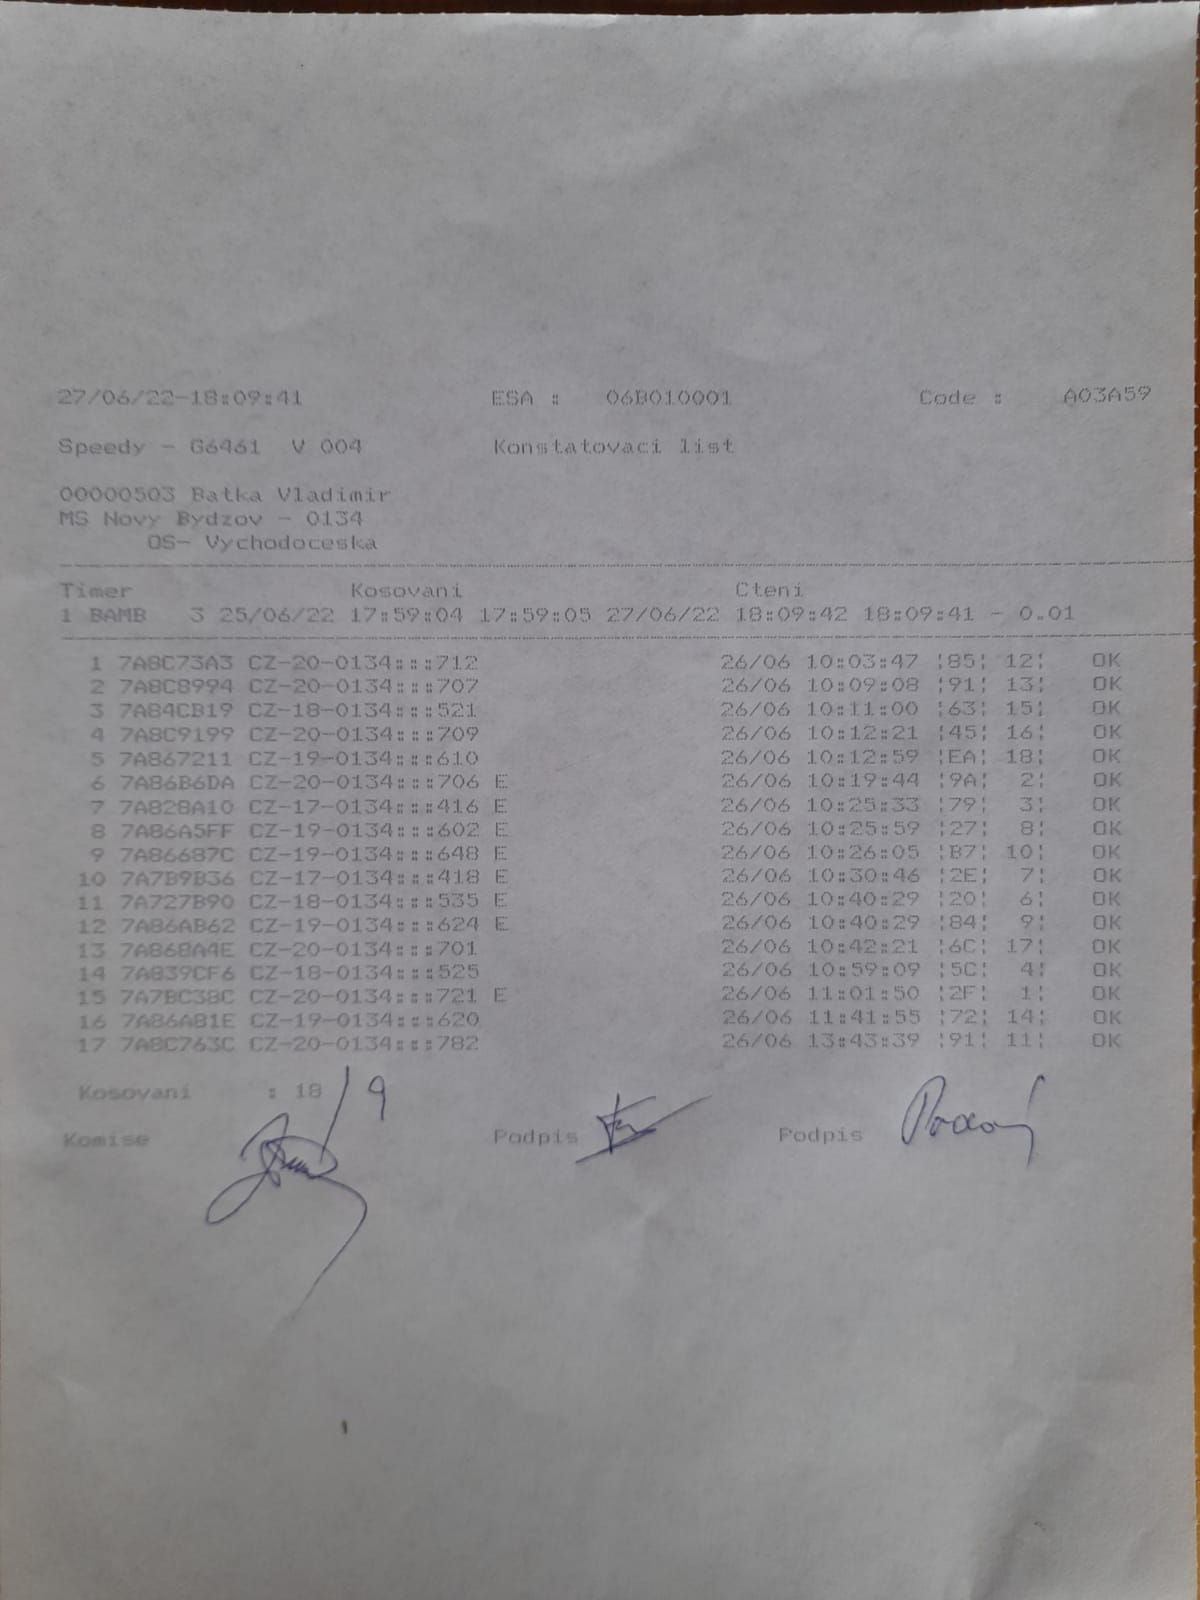 27/06/22-18:09:41 ESA : 06B010001 Code : A03A59
Speedy - G6461 V 004 Konstatovaci list
00000503 Batka Vladimir
MS Novy Bydzov - 0134
OS- Vychodoceska
Timer Kosovani Cteni
1 BAMB 3 25/06/22 17:59:04 17:59:05 27/06/22 18:09:42 18:09:41 - 0.01
1 7A8C73A3 CZ-20-0134:::712 26/06 10:03:47 ¦85¦ 12¦ OK
2 7A8C8994 CZ-20-0134:::707 26/06 10:09:08 ¦91¦ 13¦ OK
3 7A84CB19 CZ-18-0134:::521 26/06 10:11:00 ¦63¦ 15¦ OK
4 7A8C9199 CZ-20-0134:::709 26/06 10:12:21 ¦45¦ 16¦ OK
5 7A867211 CZ-19-0134:::610 26/06 10:12:59 ¦EA¦ 18¦ OK
6 7A86B6DA CZ-20-0134:::706 E 26/06 10:19:44 ¦9A¦ 2¦ OK
7 7A828A10 CZ-17-0134:::416 E 26/06 10:25:33 ¦79¦ 3¦ OK
8 7A86A5FF CZ-19-0134:::602 E 26/06 10:25:59 ¦27¦ 8¦ OK
9 7A86687C CZ-19-0134:::648 E 26/06 10:26:05 ¦B7¦ 10¦ OK
10 7A7B9B36 CZ-17-0134:::418 E 26/06 10:30:46 ¦2E¦ 7¦ OK
11 7A727B90 CZ-18-0134:::535 E 26/06 10:40:29 ¦20¦ 6¦ OK
12 7A86AB62 CZ-19-0134:::624 E 26/06 10:40:29 ¦84¦ 9¦ OK
13 7A868A4E CZ-20-0134:::701 26/06 10:42:21 ¦6C¦ 17¦ OK
14 7A839CF6 CZ-18-0134:::525 26/06 10:59:09 ¦5C¦ 4¦ OK
15 7A7BC38C CZ-20-0134:::721 E 26/06 11:01:50 ¦2F¦ 1¦ OK
16 7A86A81E CZ-19-0134:::620 26/06 11:41:55 ¦72¦ 14¦ OK
17 7A8C763C CZ-20-0134:::782 26/06 13:43:39 ¦91¦ 11¦ OK
Kosovani : 18 / 9
Komise Podpis Podpis